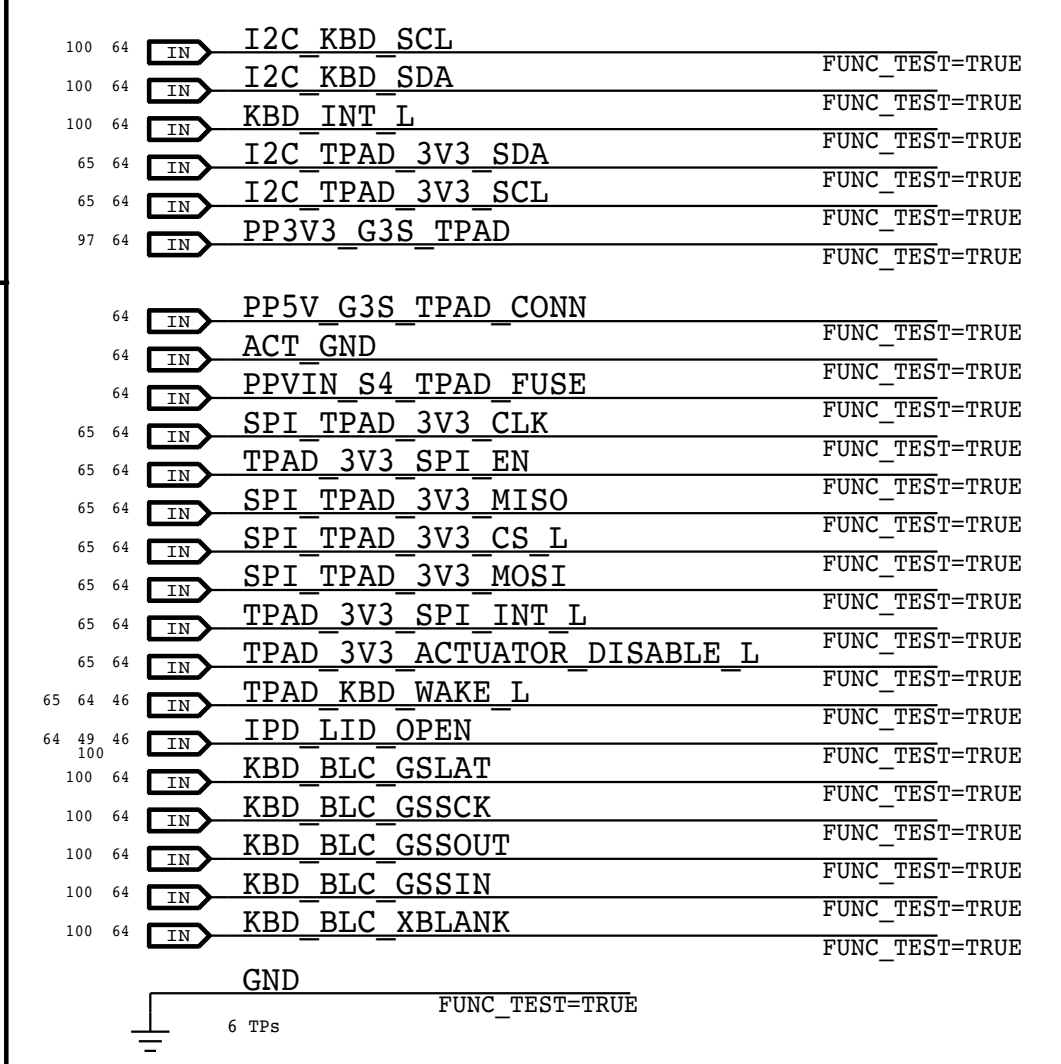 100 64 IN I2C_KBD_SCL FUNC_TEST=TRUE
100 64 IN I2C_KBD_SDA FUNC_TEST=TRUE
100 64 IN KBD_INT_L FUNC_TEST=TRUE
65 64 IN I2C_TPAD_3V3_SDA FUNC_TEST=TRUE
65 64 IN I2C_TPAD_3V3_SCL FUNC_TEST=TRUE
97 64 IN PP3V3_G3S_TPAD FUNC_TEST=TRUE
64 IN PP5V_G3S_TPAD_CONN FUNC_TEST=TRUE
64 IN ACT_GND FUNC_TEST=TRUE
64 IN PPVIN_S4_TPAD_FUSE FUNC_TEST=TRUE
65 64 IN SPI_TPAD_3V3_CLK FUNC_TEST=TRUE
65 64 IN TPAD_3V3_SPI_EN FUNC_TEST=TRUE
65 64 IN SPI_TPAD_3V3_MISO FUNC_TEST=TRUE
65 64 IN SPI_TPAD_3V3_CS_L FUNC_TEST=TRUE
65 64 IN SPI_TPAD_3V3_MOSI FUNC_TEST=TRUE
65 64 IN TPAD_3V3_SPI_INT_L FUNC_TEST=TRUE
65 64 IN TPAD_3V3_ACTUATOR_DISABLE_L FUNC_TEST=TRUE
65 64 46 IN TPAD_KBD_WAKE_L FUNC_TEST=TRUE
64 49 46 IN IPD_LID_OPEN FUNC_TEST=TRUE
100
100 64 IN KBD_BLC_GSLAT FUNC_TEST=TRUE
100 64 IN KBD_BLC_GSSCK FUNC_TEST=TRUE
100 64 IN KBD_BLC_GSSOUT FUNC_TEST=TRUE
100 64 IN KBD_BLC_GSSIN FUNC_TEST=TRUE
100 64 IN KBD_BLC_XBLANK FUNC_TEST=TRUE
GND FUNC_TEST=TRUE
6 TPs